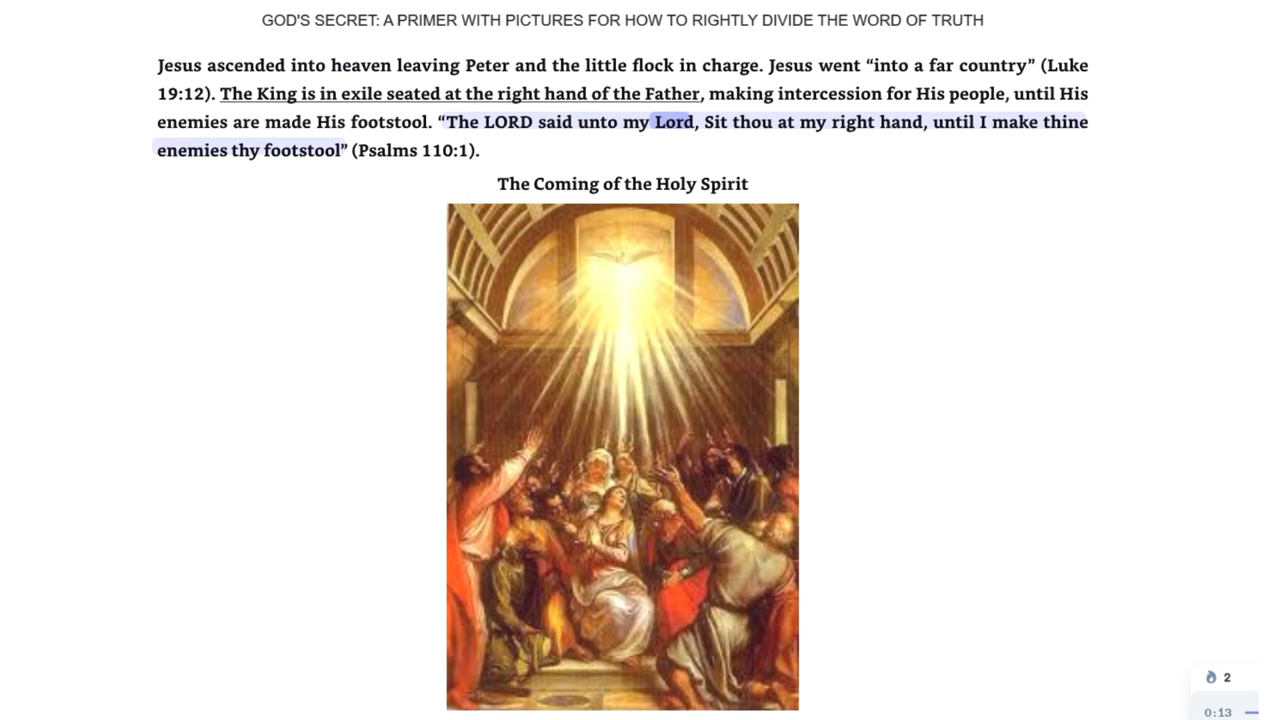 GOD'S SECRET: A PRIMER WITH PICTURES FOR HOW TO RIGHTLY DIVIDE THE WORD OF TRUTH
Jesus ascended into heaven leaving Peter and the little flock in charge. Jesus went “into a far country” (Luke
19:12). The King is in exile seated at the right hand of the Father, making intercession for His people, until His
enemies are made His footstool. “The LORD said unto my Lord, Sit thou at my right hand, until I make thine
enemies thy footstool” (Psalms 110:1).
The Coming of the Holy Spirit
2
0:13